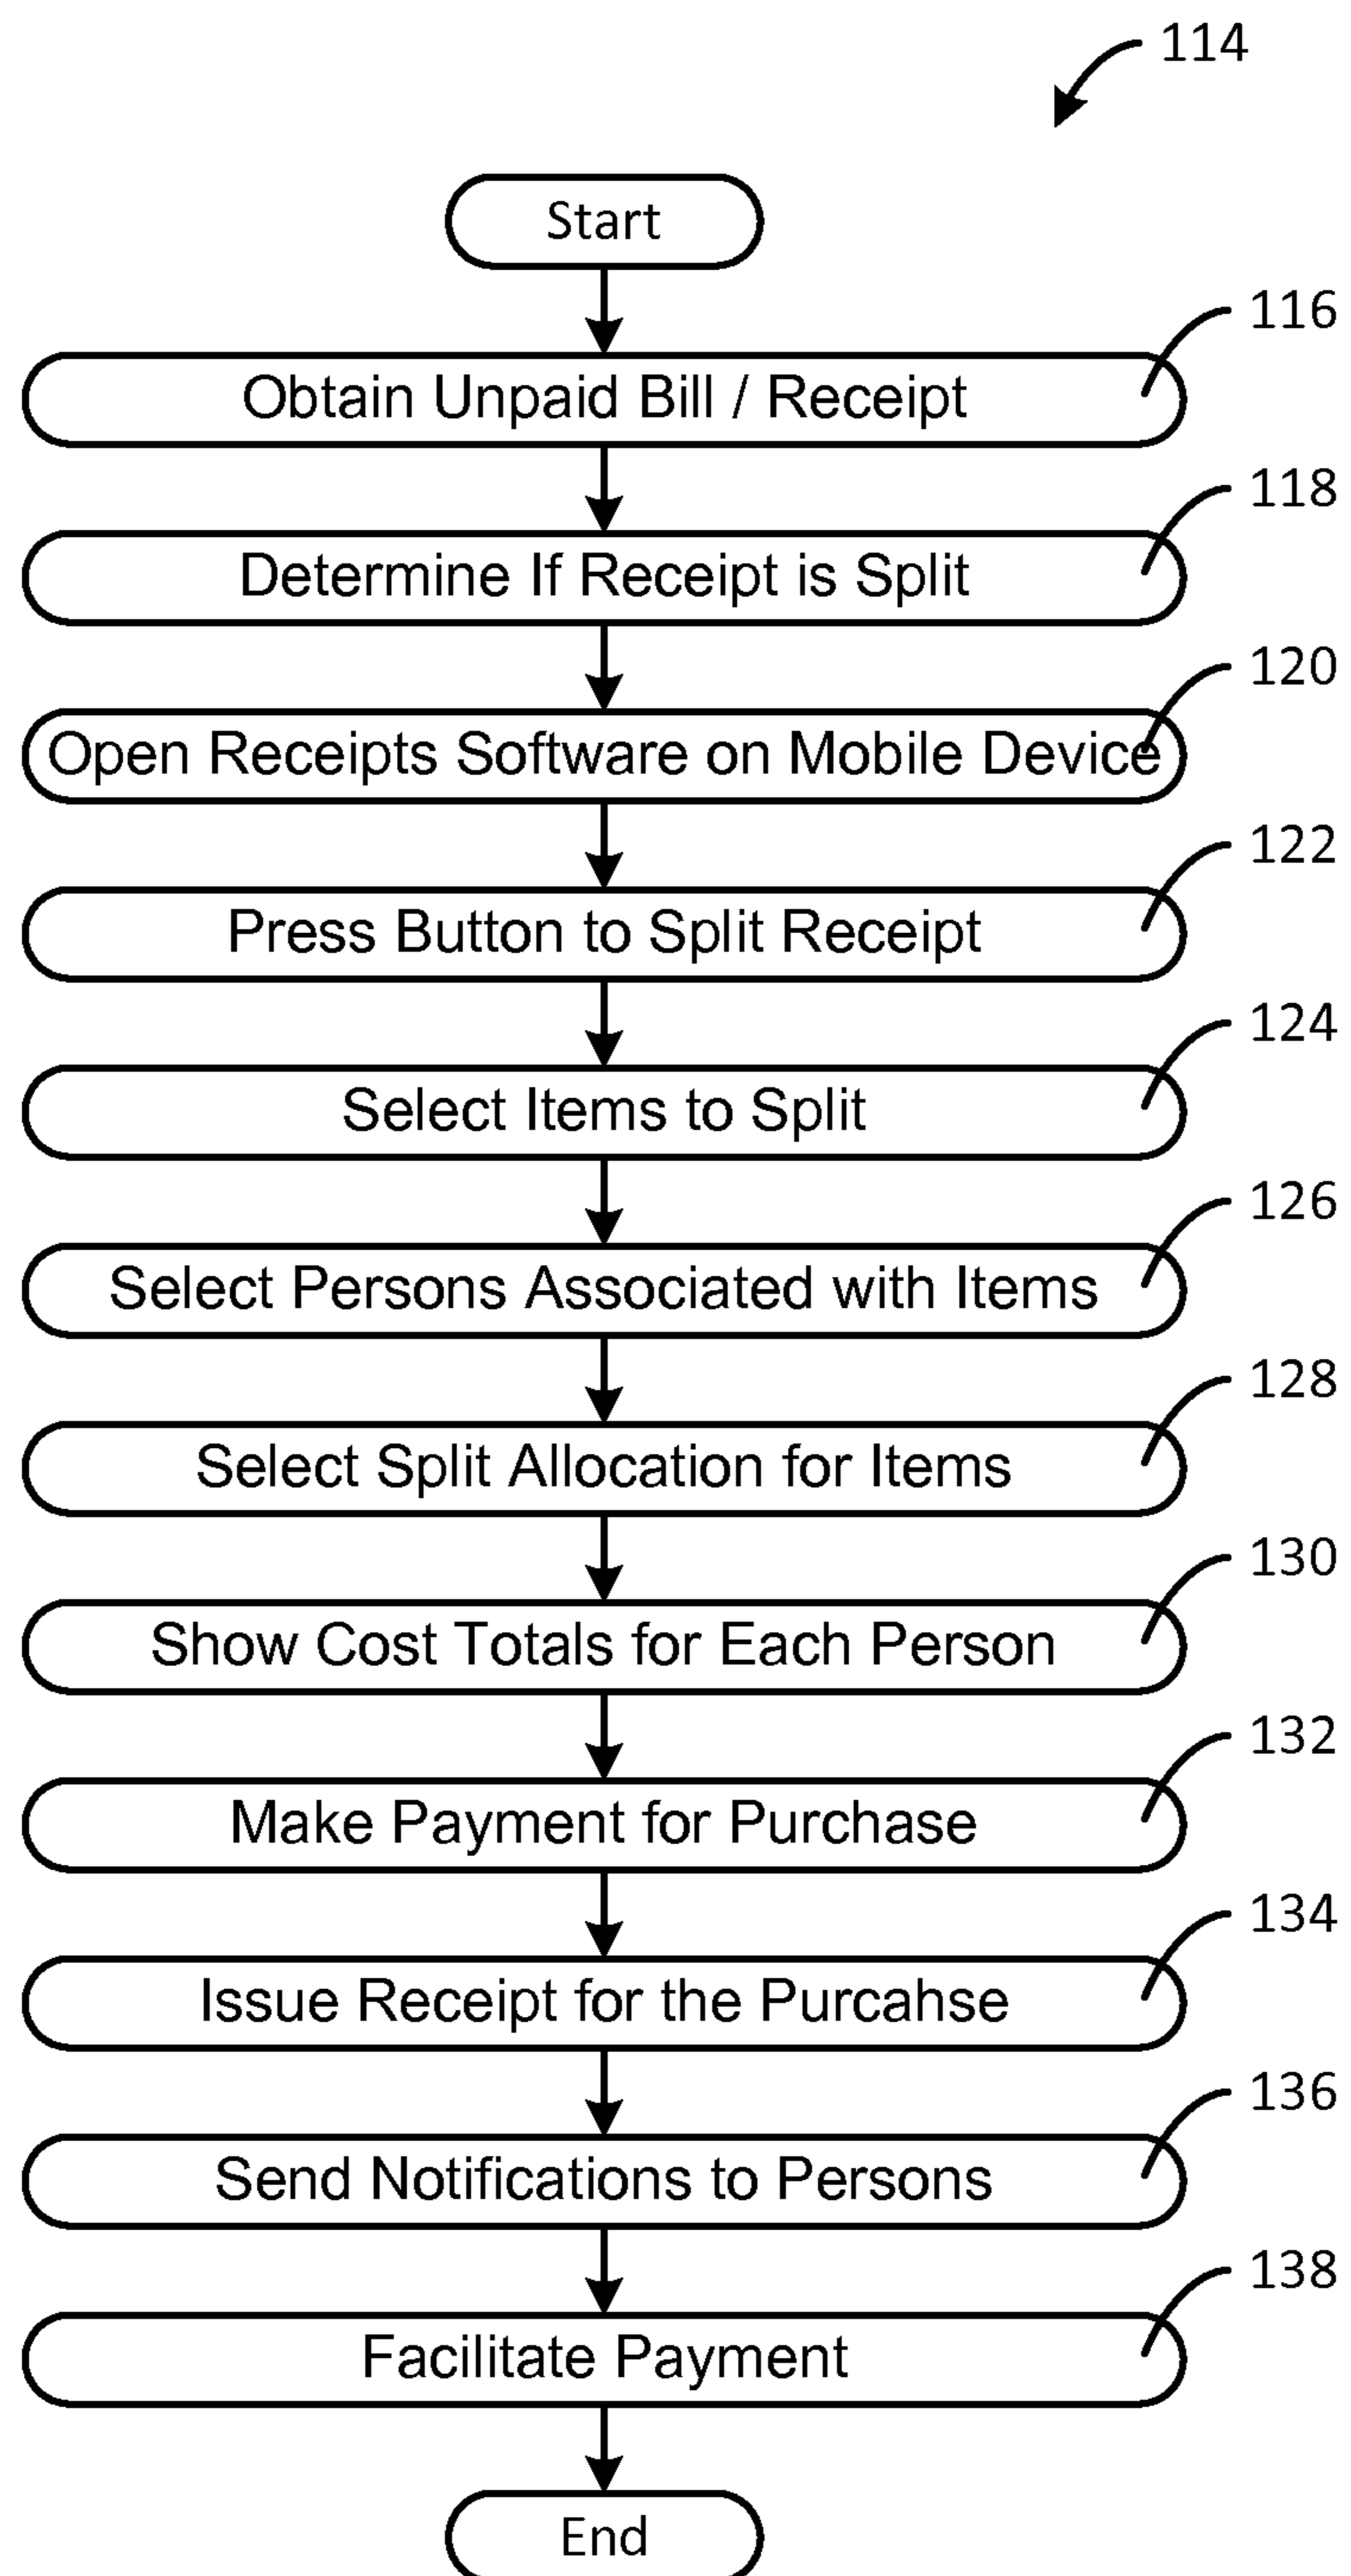 114
Start
116
Obtain Unpaid Bill / Receipt
118
Determine If Receipt is Split
120
Open Receipts Software on Mobile Device
122
Press Button to Split Receipt
124
Select Items to Split
126
Select Persons Associated with Items
128
Select Split Allocation for Items
130
Show Cost Totals for Each Person
132
Make Payment for Purchase
134
Issue Receipt for the Purcahse
136
Send Notifications to Persons
138
Facilitate Payment
End